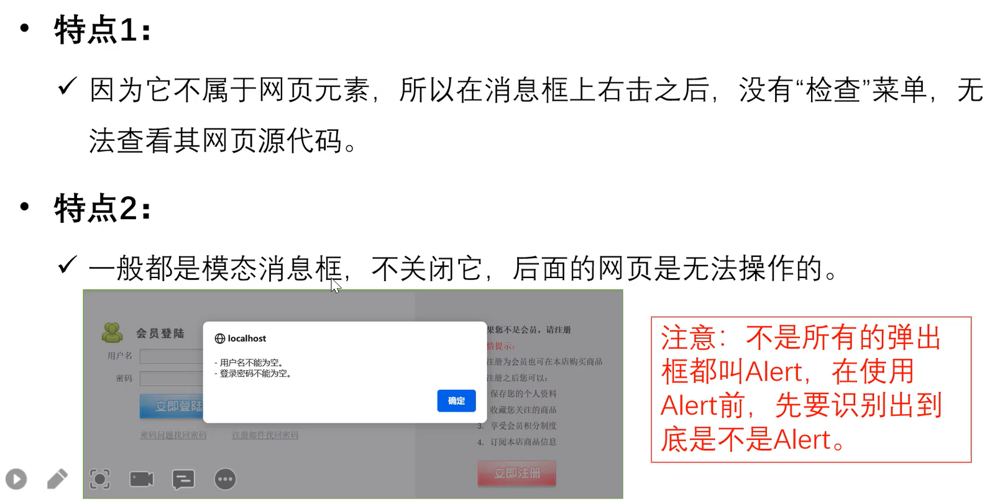 • 特点1：
✓ 因为它不属于网页元素，所以在消息框上右击之后，没有“检查”菜单，无
法查看其网页源代码。
• 特点2：
✓ 一般都是模态消息框，不关闭它，后面的网页是无法操作的。
会员登陆
用户名
密码
立即登陆
密码问题找回密码 注册邮件找回密码
localhost
- 用户名不能为空。
- 登录密码不能为空。
确定
果您不是会员，请注册
情提示：
注册为会员也可在本店购买商品
注册之后您可以：
保存您的个人资料
收藏您关注的商品
3. 享受会员积分制度
4. 订阅本店商品信息
立即注册
注意：不是所有的弹出
框都叫Alert，在使用
Alert前，先要识别出到
底是不是Alert。